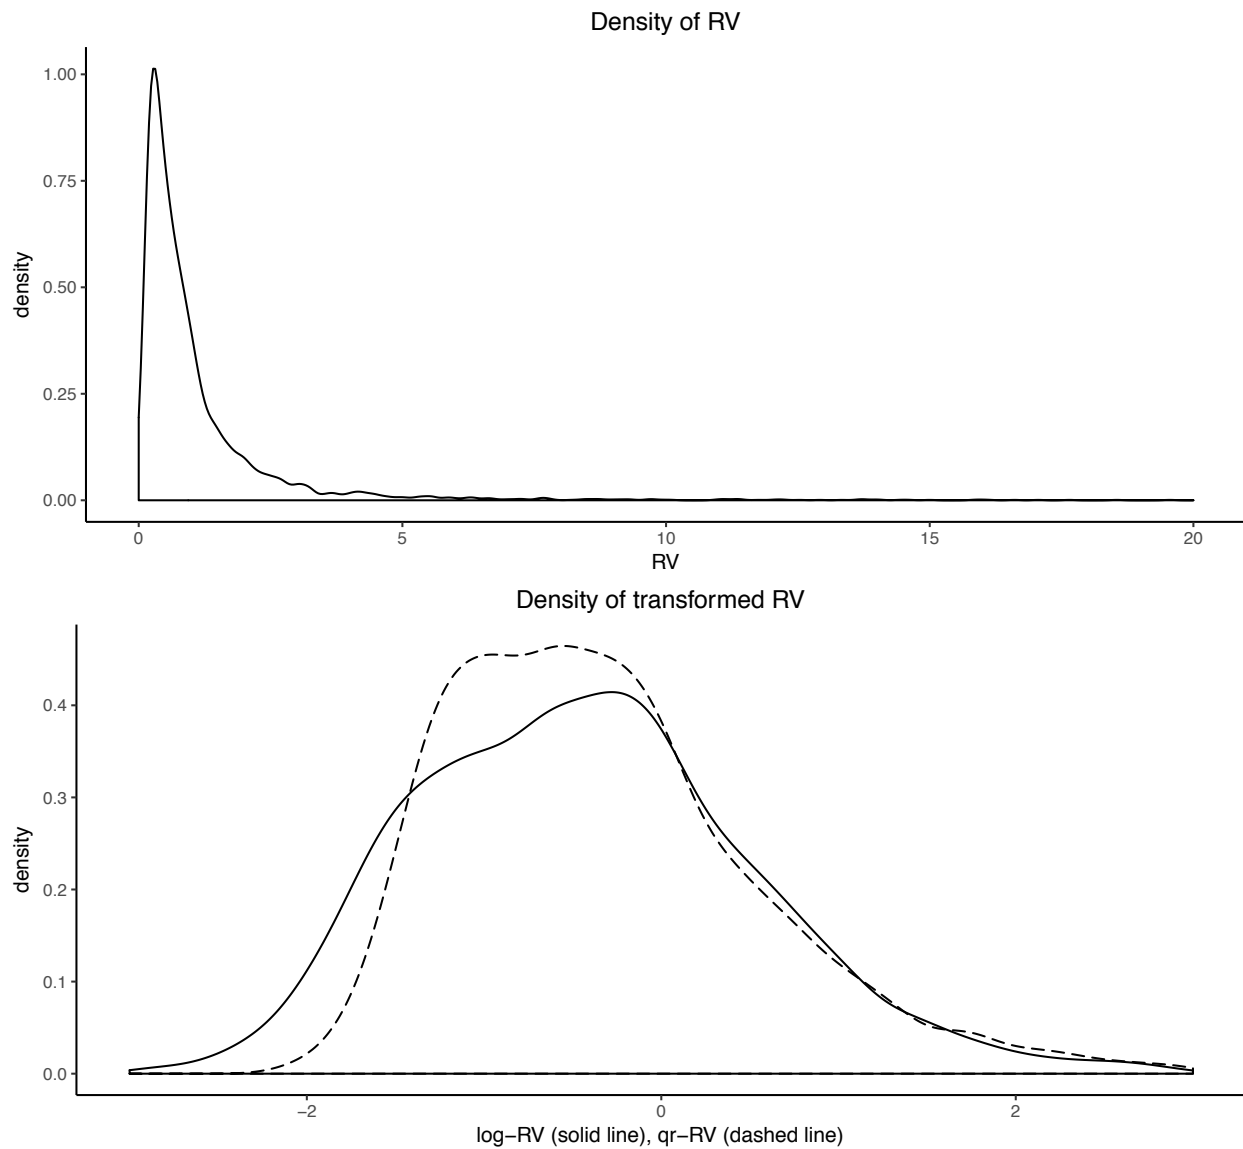 Density of RV
1.00
0.75
0.50
0.25
0.00
density
0 5 10 15 20
RV
Density of transformed RV
0.4
0.3
0.2
0.1
0.0
density
−2 0 2
log−RV (solid line), qr−RV (dashed line)